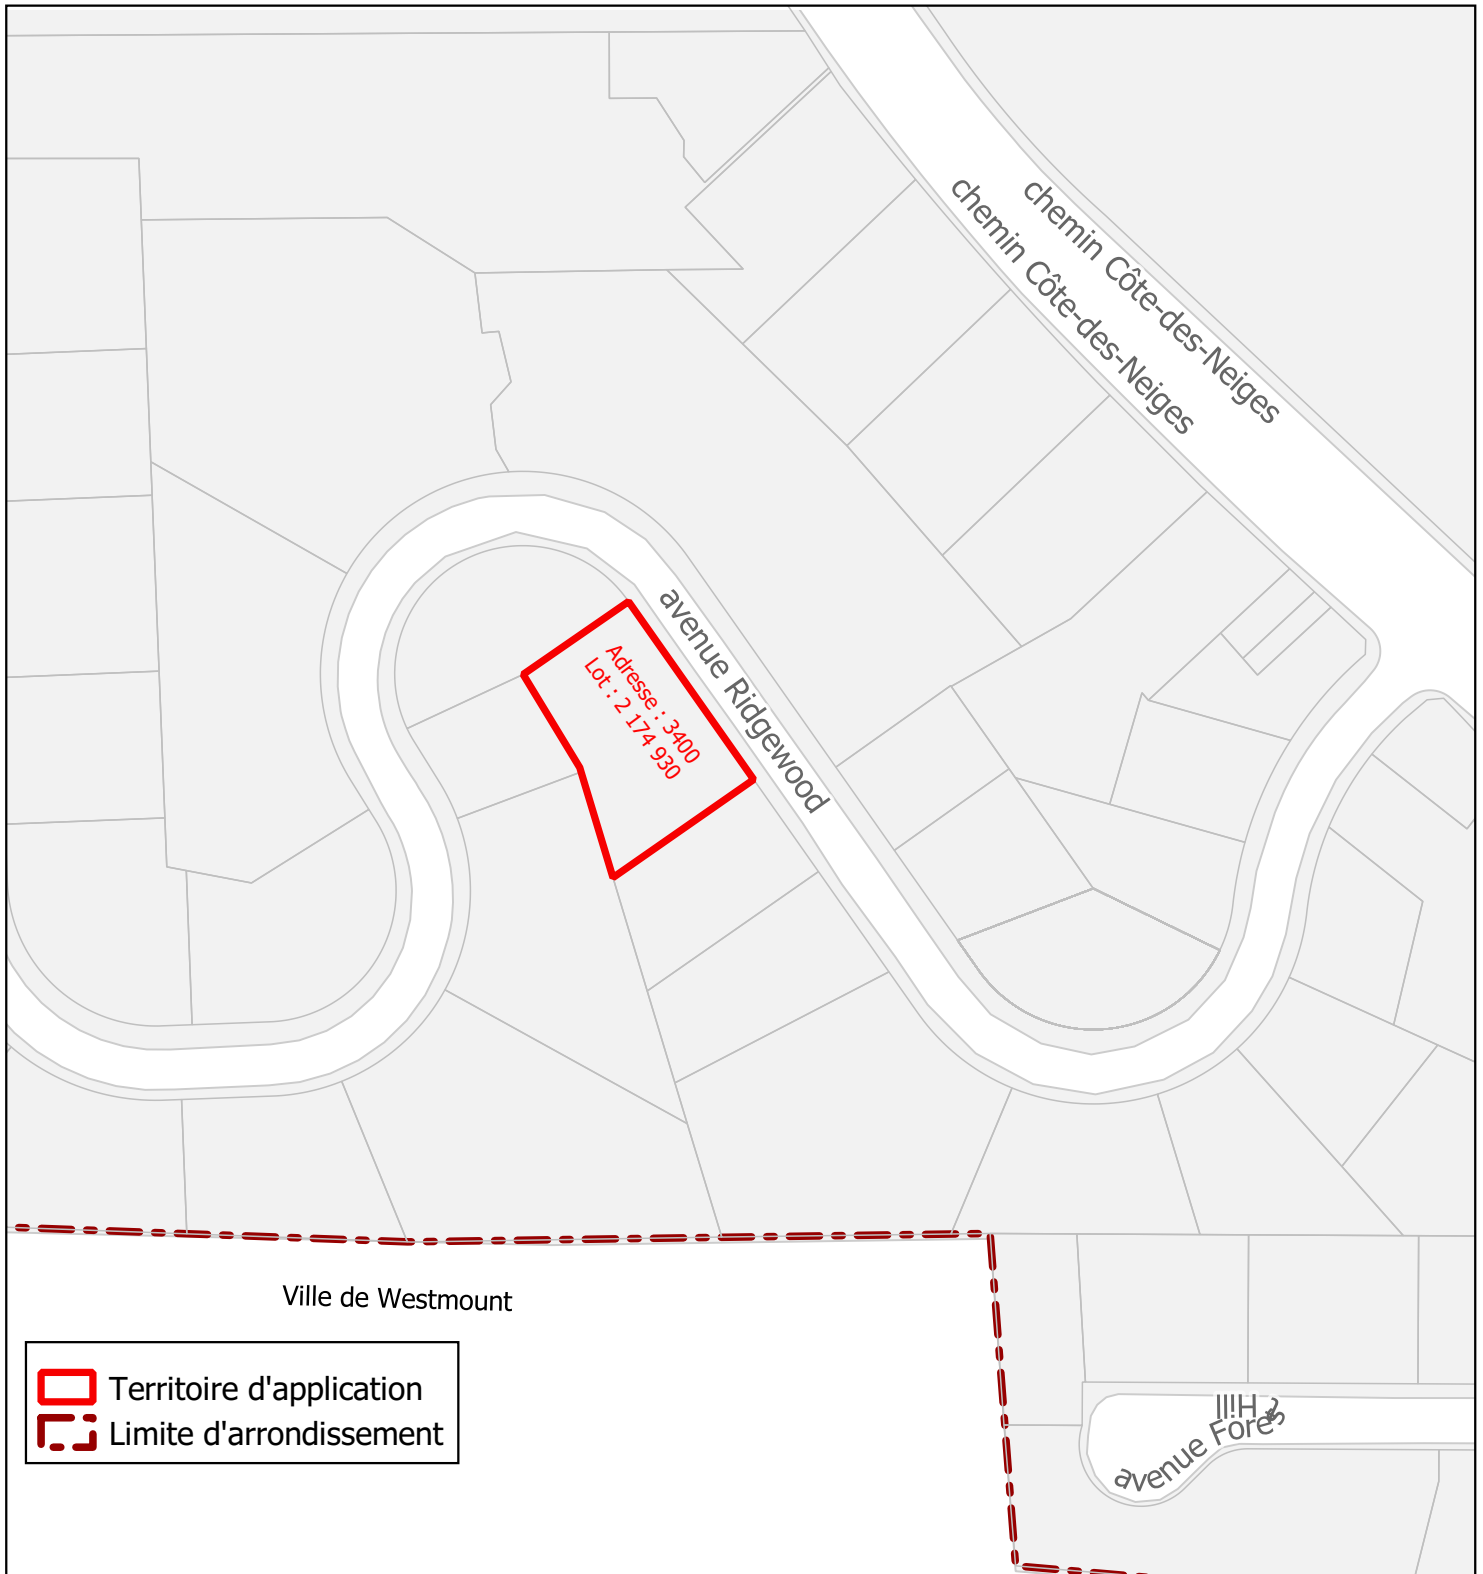 chemin Côte-des-Neiges
chemin Côte-des-Neiges
avenue Ridgewood
Adresse : 3400
Lot : 2 174 930
Ville de Westmount
Territoire d'application
Limite d'arrondissement
avenue Forest Hill